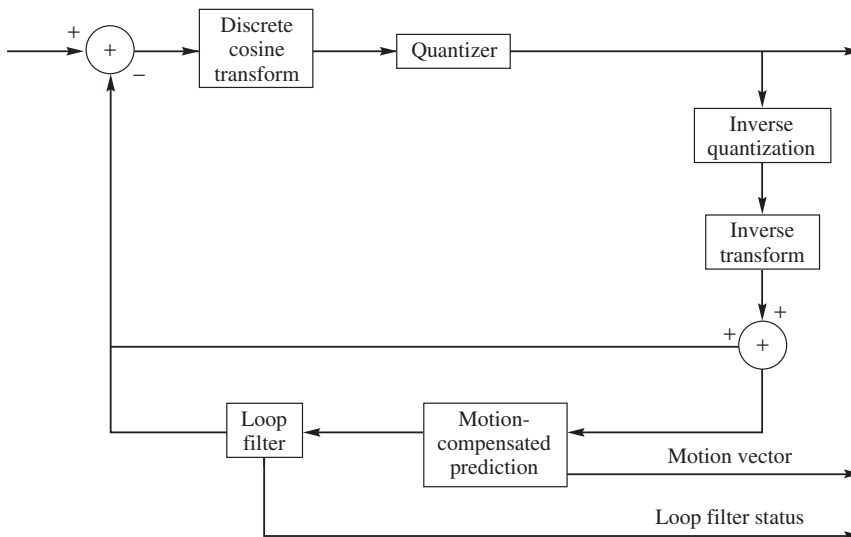 +
+
−
Discrete
cosine
transform
Quantizer
Inverse
quantization
Inverse
transform
+
+
+
Loop
filter
Motion-
compensated
prediction
Motion vector
Loop filter status